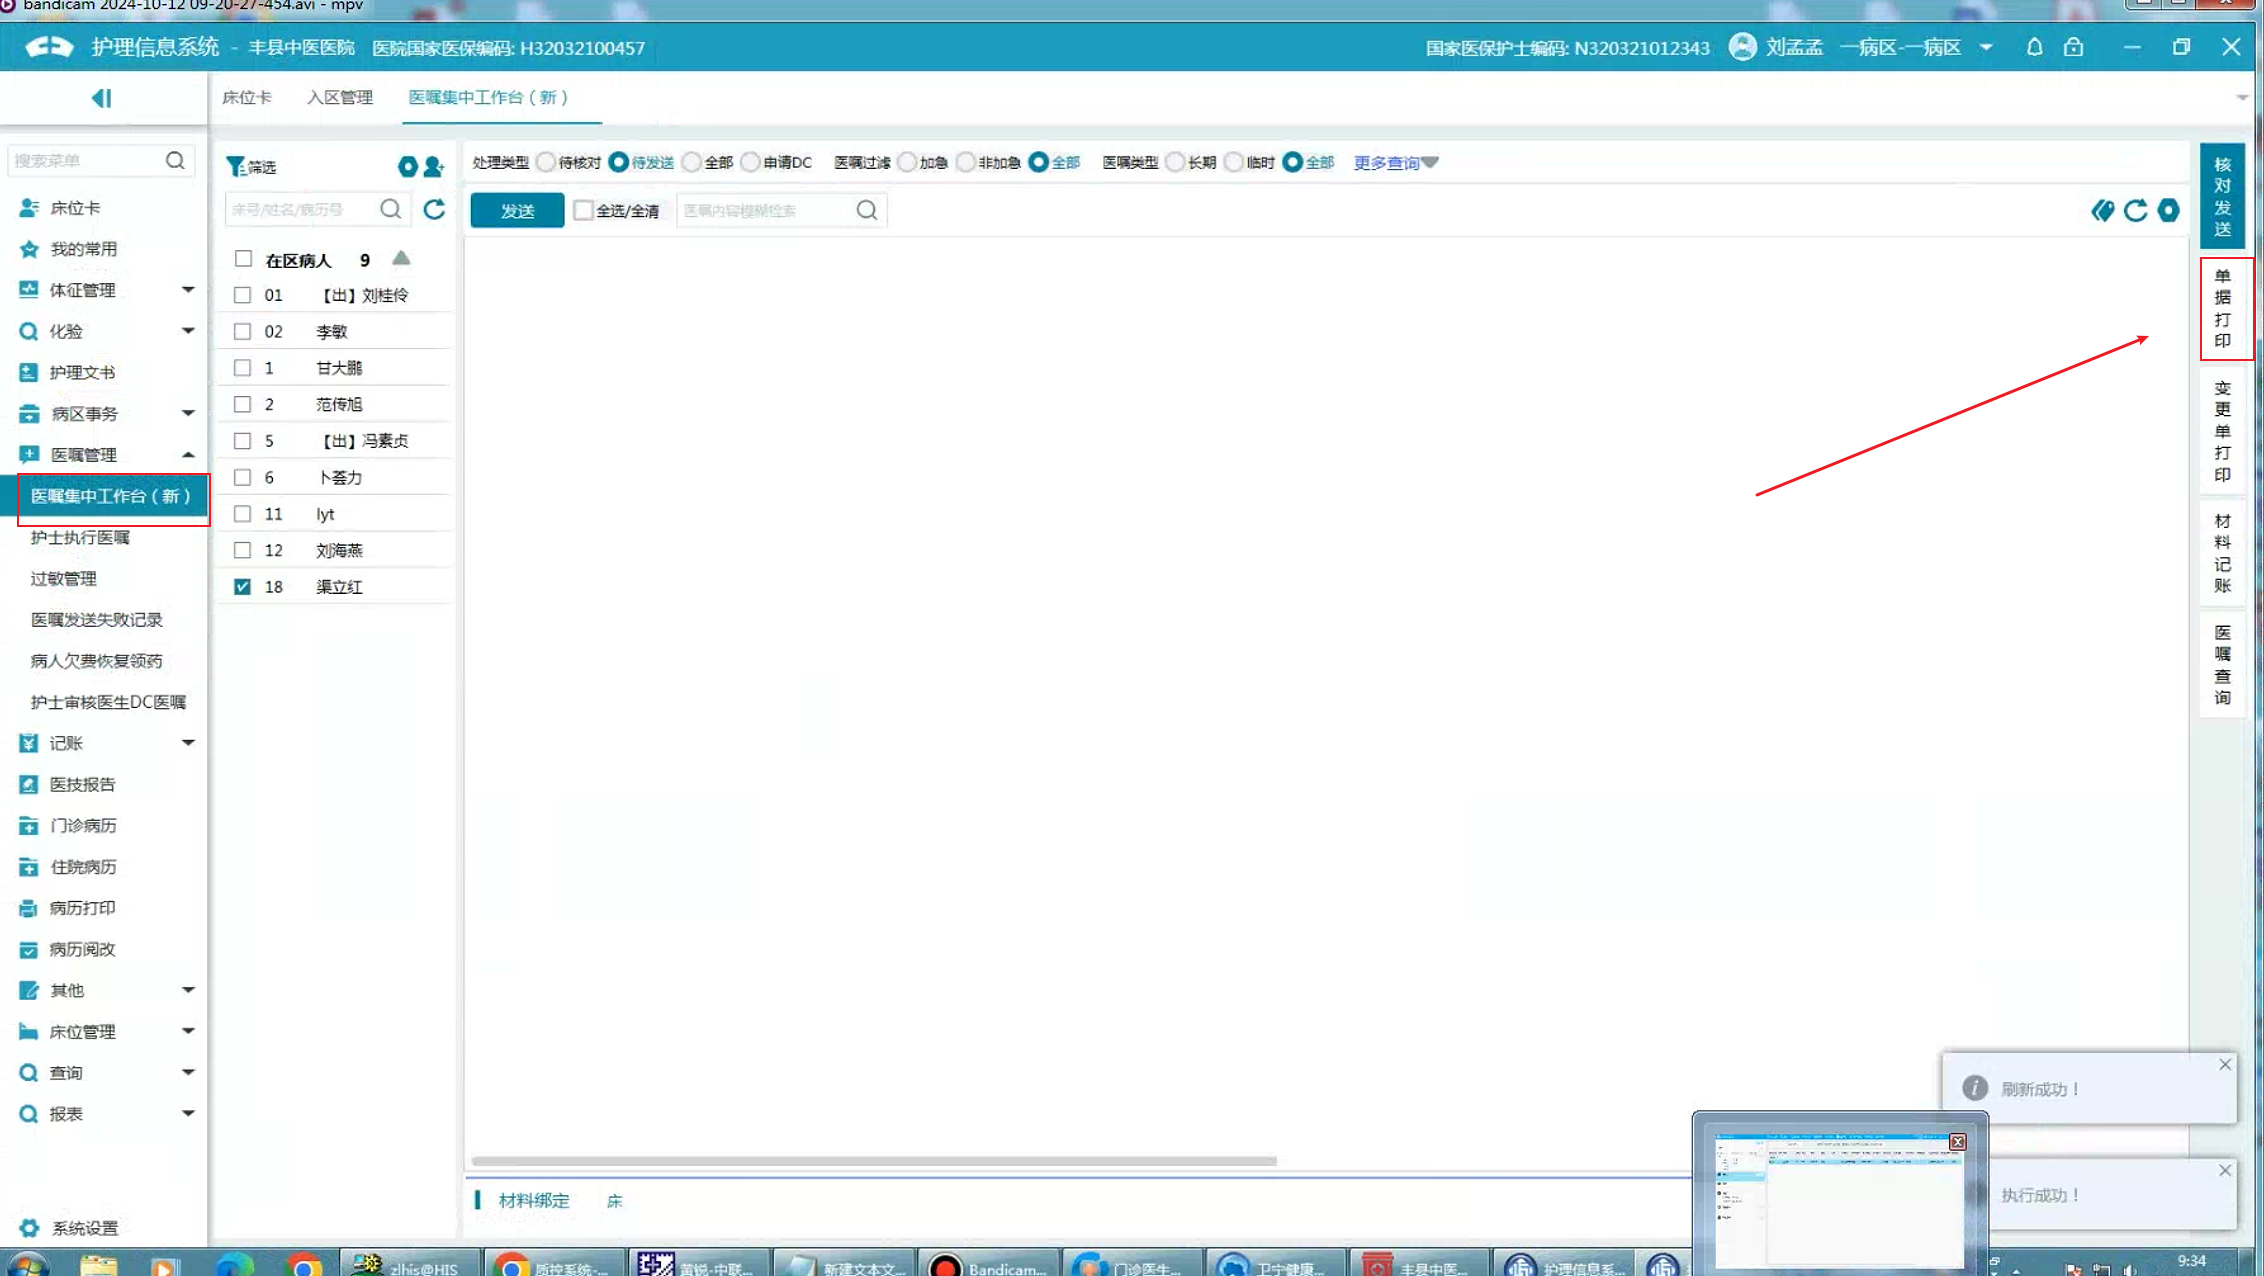 bandicam 2024-10-12 09-20-27-454.avi - mpv
护理信息系统 - 丰县中医医院 医院国家医保编码: H32032100457
国家医保护士编码: N320321012343 刘孟孟 一病区-一病区
床位卡 入区管理 医嘱集中工作台（新）
搜索菜单
床位卡
我的常用
体征管理
化验
护理文书
病区事务
医嘱管理
医嘱集中工作台（新）
护士执行医嘱
过敏管理
医嘱发送失败记录
病人欠费恢复领药
护士审核医生DC医嘱
记账
医技报告
门诊病历
住院病历
病历打印
病历阅改
其他
床位管理
查询
报表
系统设置
筛选
床号/姓名/病历号
在区病人 9
01 【出】刘桂伶
02 李敏
1 甘大鹏
2 范传旭
5 【出】冯素贞
6 卜荟力
11 lyt
12 刘海燕
18 渠立红
处理类型 待核对 待发送 全部 申请DC 医嘱过滤 加急 非加急 全部 医嘱类型 长期 临时 全部 更多查询
发送 全选/全清 医嘱内容模糊检索
核对发送
单据打印
变更单打印
材料记账
医嘱查询
刷新成功！
执行成功！
材料绑定 床
zlhis@HIS 质控系统-... 黄锐-中联... 新建文本文... Bandicam... 门诊医生... 卫宁健康... 丰县中医... 护理信息系...
9:34